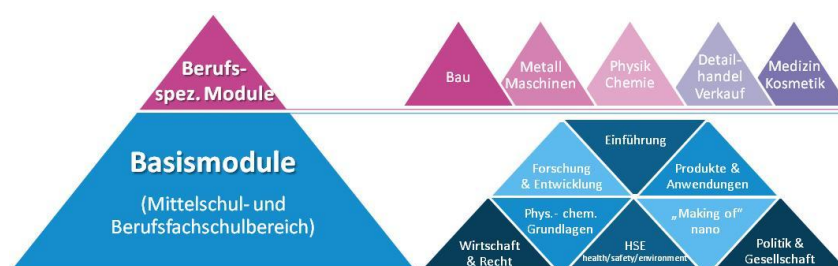 Berufs-
spez. Module
Basismodule
(Mittelschul- und
Berufsfachschulbereich)
Bau
Metall
Maschinen
Physik
Chemie
Detail-
handel
Verkauf
Medizin
Kosmetik
Einführung
Forschung
& Entwicklung
Produkte &
Anwendungen
Phys.- chem.
Grundlagen
„Making of"
nano
Wirtschaft
& Recht
HSE
health/safety/environment
Politik &
Gesellschaft